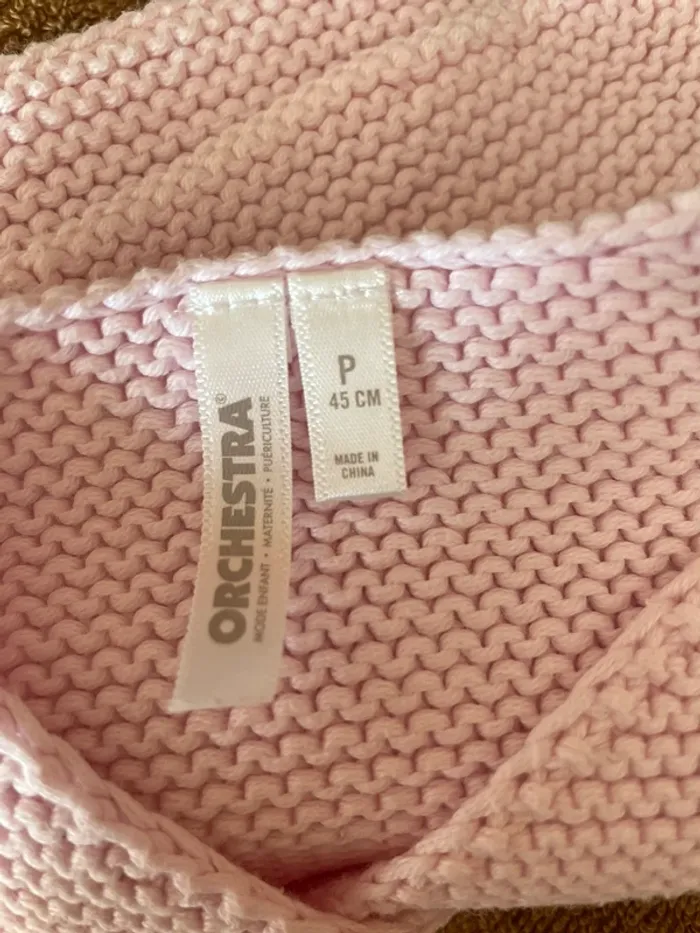 ORCHESTRA®
MODE ENFANT • MATERNITÉ • PUÉRICULTURE
P
45 CM
MADE IN
CHINA